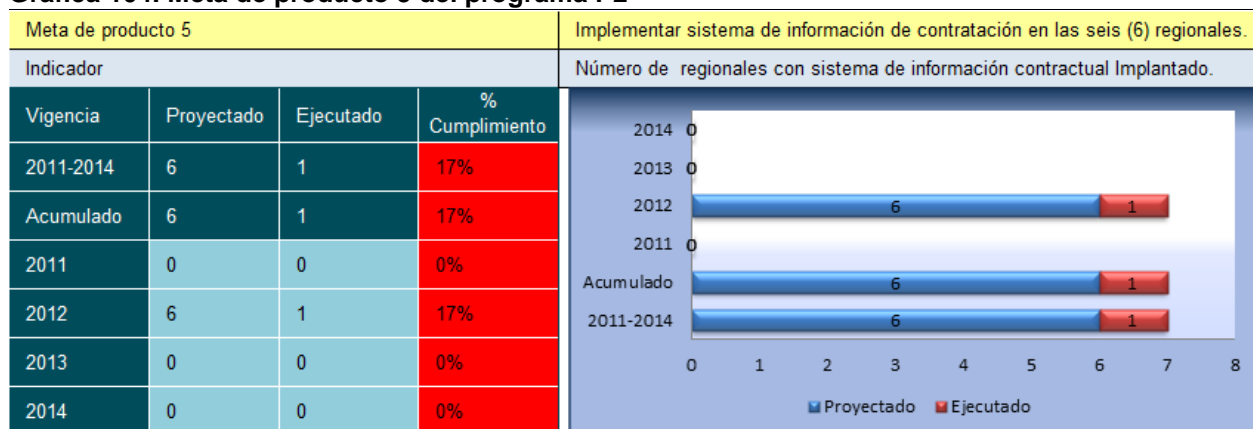 Meta de producto 5
Implementar sistema de información de contratación en las seis (6) regionales.
Indicador
Número de regionales con sistema de información contractual Implantado.
Vigencia Proyectado Ejecutado % Cumplimiento
2011-2014 6 1 17%
Acumulado 6 1 17%
2011 0 0 0%
2012 6 1 17%
2013 0 0 0%
2014 0 0 0%
2014 0
2013 0
2012 6 1
2011 0
Acumulado 6 1
2011-2014 6 1
0 1 2 3 4 5 6 7 8
Proyectado Ejecutado